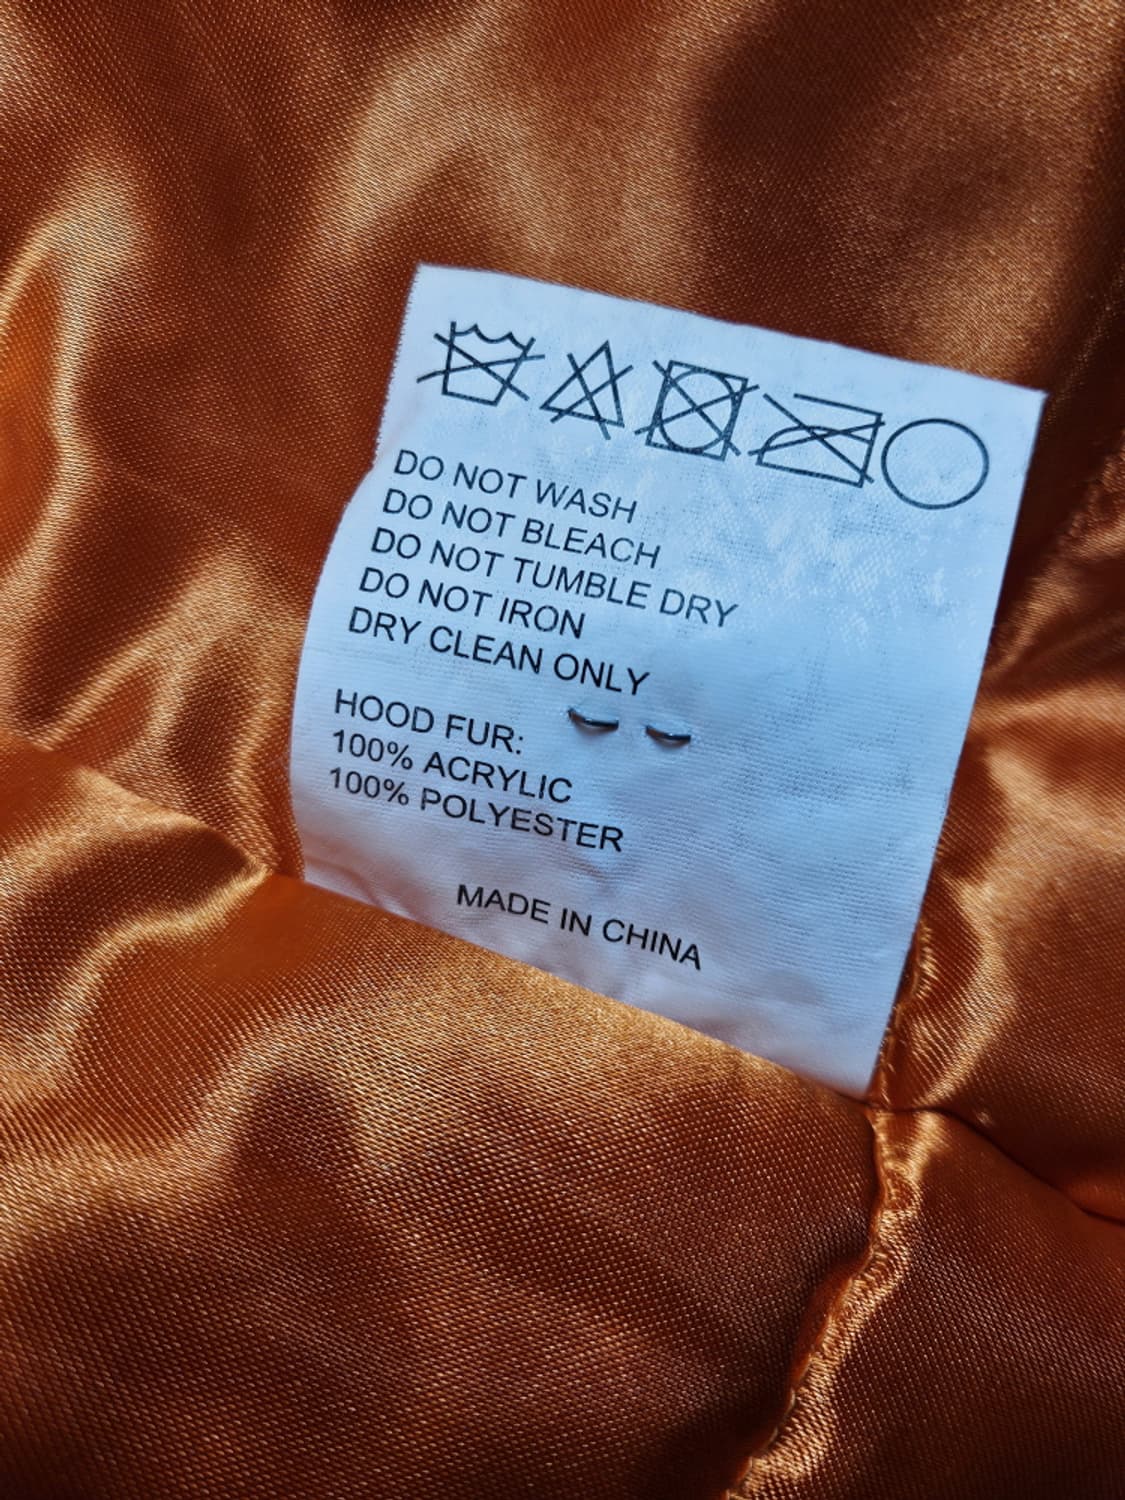 DO NOT WASH
DO NOT BLEACH
DO NOT TUMBLE DRY
DO NOT IRON
DRY CLEAN ONLY
HOOD FUR:
100% ACRYLIC
100% POLYESTER
MADE IN CHINA